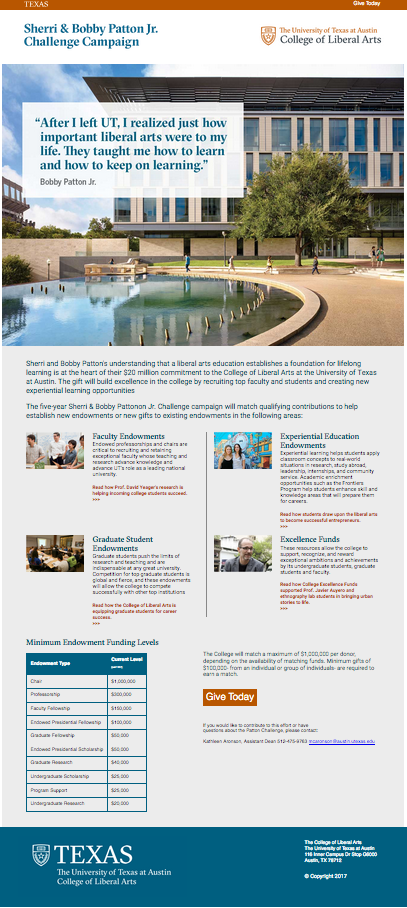 TEXAS
Give Today
Sherri & Bobby Patton Jr.
Challenge Campaign
The University of Texas at Austin
College of Liberal Arts
“After I left UT, I realized just how
important liberal arts were to my
life. They taught me how to learn
and how to keep on learning.”
Bobby Patton Jr.
Sherri and Bobby Patton's understanding that a liberal arts education establishes a foundation for lifelong
learning is at the heart of their $20 million commitment to the College of Liberal Arts at the University of Texas
at Austin. The gift will build excellence in the college by recruiting top faculty and students and creating new
experiential learning opportunities
The five-year Sherri & Bobby Pattonon Jr. Challenge campaign will match qualifying contributions to help
establish new endowments or new gifts to existing endowments in the following areas:
Faculty Endowments
Endowed professorships and chairs are
critical to recruiting and retaining
exceptional faculty whose teaching and
research advance knowledge and
advance UT's role as a leading national
university.
Read how Prof. David Yeager's research is
helping incoming college students succeed.
>>>
Experiential Education
Endowments
Experiential learning helps students apply
classroom concepts to real-world
situations in research, study abroad,
leadership, internships, and community
service. Academic enrichment
opportunities such as the Frontiers
Program help students enhance skill and
knowledge areas that will prepare them
for careers.
Read how students draw upon the liberal arts
to become successful entrepreneurs.
>>>
Graduate Student
Endowments
Graduate students push the limits of
research and teaching and are
indispensable at any great university.
Competition for top graduate students is
global and fierce, and these endowments
will allow the college to compete
successfully with other top institutions
Read how the College of Liberal Arts is
equipping graduate students for career
success.
>>>
Excellence Funds
These resources allow the college to
support, recognize, and reward
exceptional ambitions and achievements
by its undergraduate students, graduate
students and faculty.
Read how College Excellence Funds
supported Prof. Javier Auyero and
ethnography lab students in bringing urban
stories to life.
>>>
Minimum Endowment Funding Levels
Endowment Type Current Level
Chair $1,000,000
Professorship $300,000
Faculty Fellowship $150,000
Endowed Presidential Fellowship $100,000
Graduate Fellowship $50,000
Endowed Presidential Scholarship $50,000
Graduate Research $40,000
Undergraduate Scholarship $25,000
Program Support $25,000
Undergraduate Research $20,000
The College will match a maximum of $1,000,000 per donor,
depending on the availability of matching funds. Minimum gifts of
$100,000- from an individual or group of individuals- are required to
earn a match.
Give Today
If you would like to contribute to this effort or have
questions about the Patton Challenge, please contact:
Kathleen Aronson, Assistant Dean 512-475-9763 mcaronson@austin.utexas.edu
TEXAS
The University of Texas at Austin
College of Liberal Arts
The College of Liberal Arts
The University of Texas at Austin
116 Inner Campus Dr Stop G6000
Austin, TX 78712
© Copyright 2017